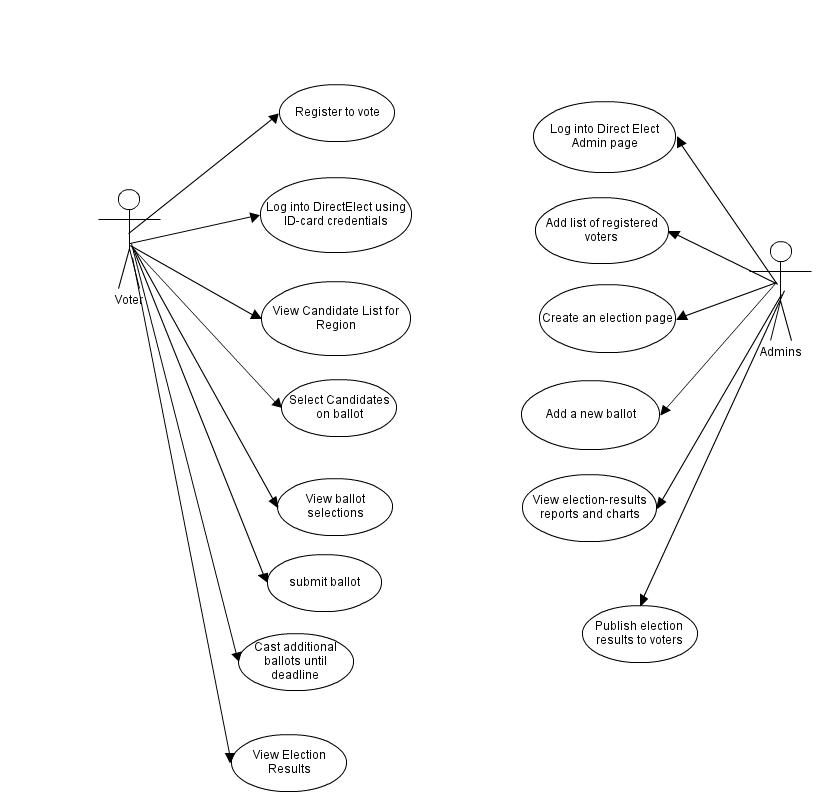 Register to vote
Log into DirectElect using
ID-card credentials
Voter
View Candidate List for
Region
Select Candidates
on ballot
View ballot
selections
submit ballot
Cast additional
ballots until
deadline
View Election
Results
Log into Direct Elect
Admin page
Add list of registered
voters
Create an election page
Admins
Add a new ballot
View election-results
reports and charts
Publish election
results to voters